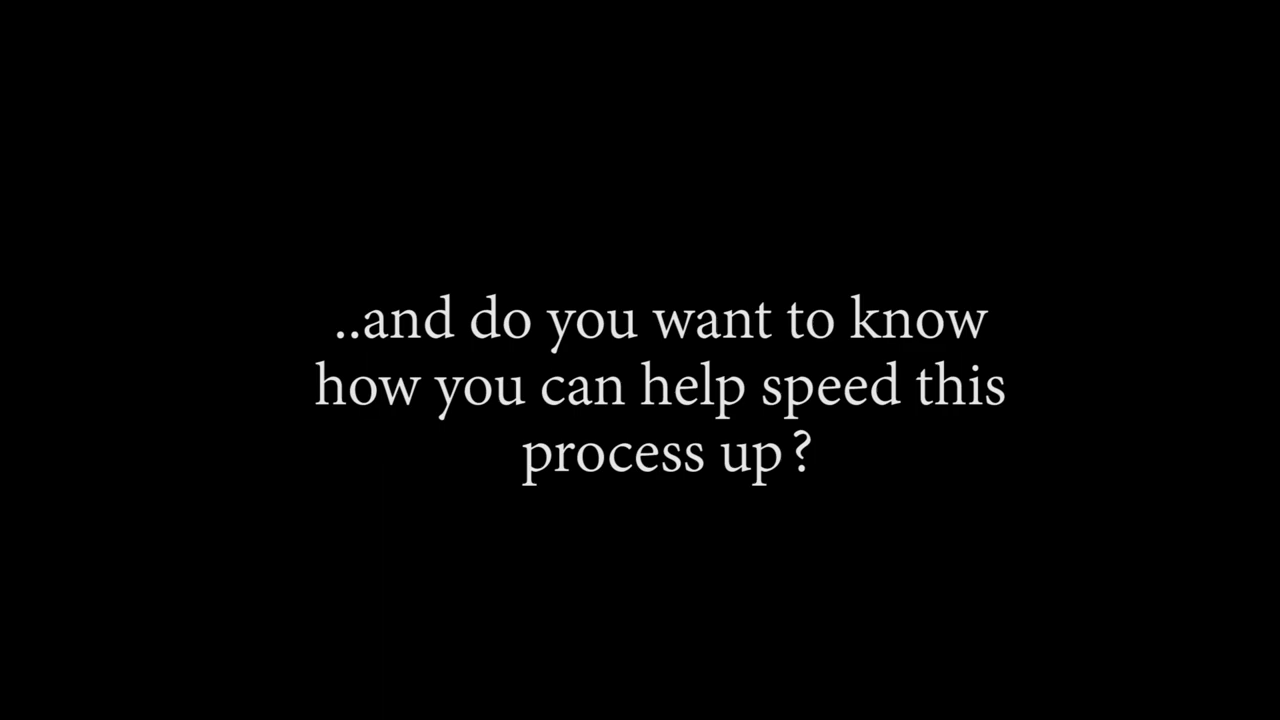 ..and do you want to know
how you can help speed this
process up?